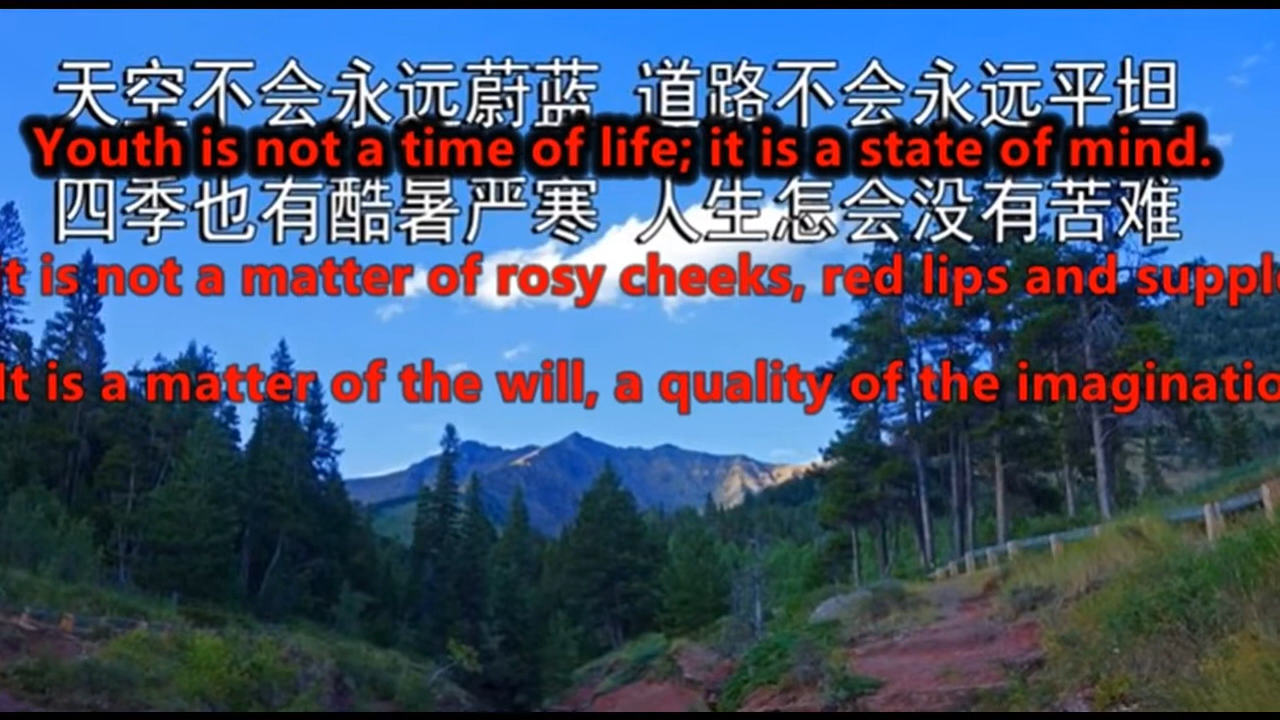 天空不会永远蔚蓝 道路不会永远平坦
Youth is not a time of life; it is a state of mind.
四季也有酷暑严寒 人生怎会没有苦难
t is not a matter of rosy cheeks, red lips and suppl
It is a matter of the will, a quality of the imaginatio